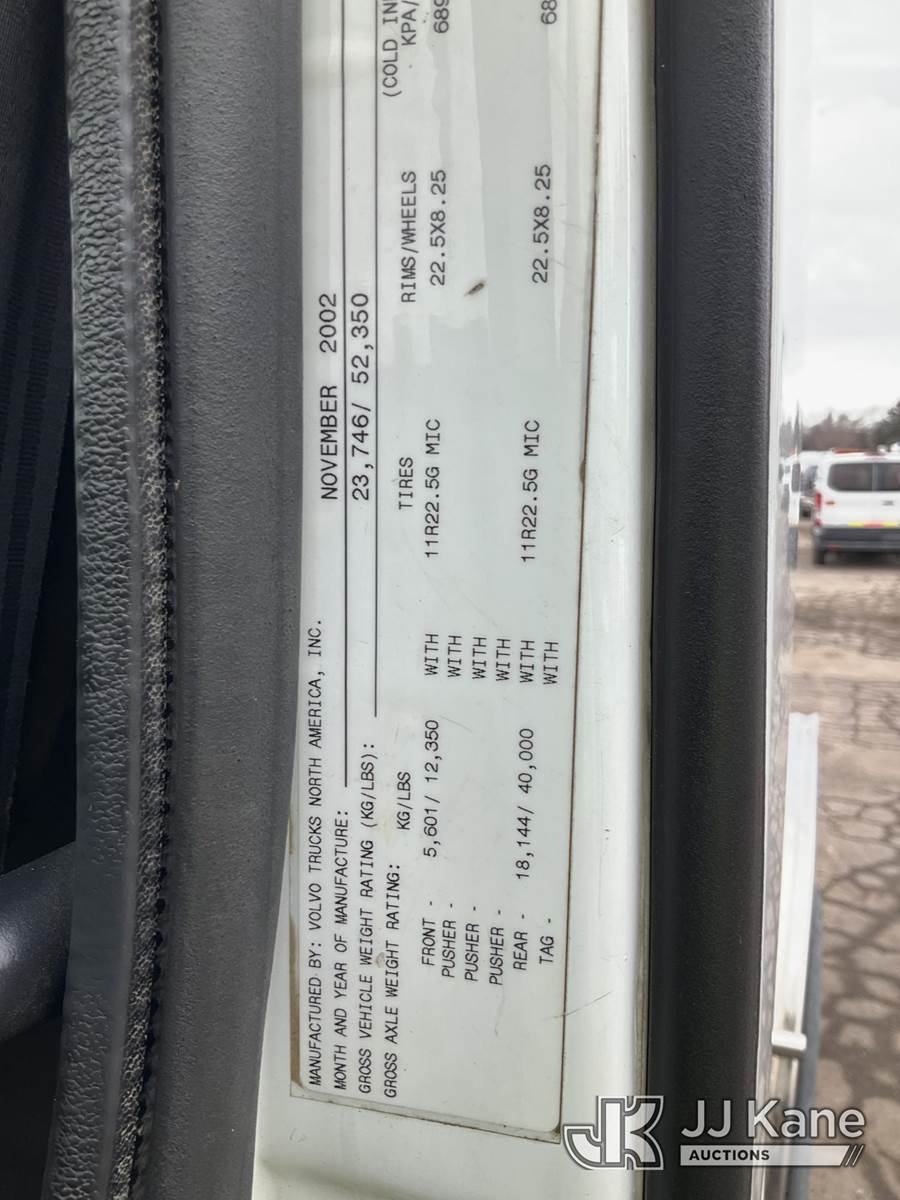 MANUFACTURED BY: VOLVO TRUCKS NORTH AMERICA, INC.
MONTH AND YEAR OF MANUFACTURE: NOVEMBER 2002
GROSS VEHICLE WEIGHT RATING (KG/LBS): 23,746/ 52,350
GROSS AXLE WEIGHT RATING: KG/LBS TIRES RIMS/WHEELS (COLD KPA/
FRONT - 5,601/ 12,350 WITH 11R22.5G MIC 22.5X8.25
PUSHER - WITH
PUSHER - WITH
PUSHER - WITH
REAR - 18,144/ 40,000 WITH 11R22.5G MIC 22.5X8.25
TAG - WITH
JK JJ Kane
AUCTIONS